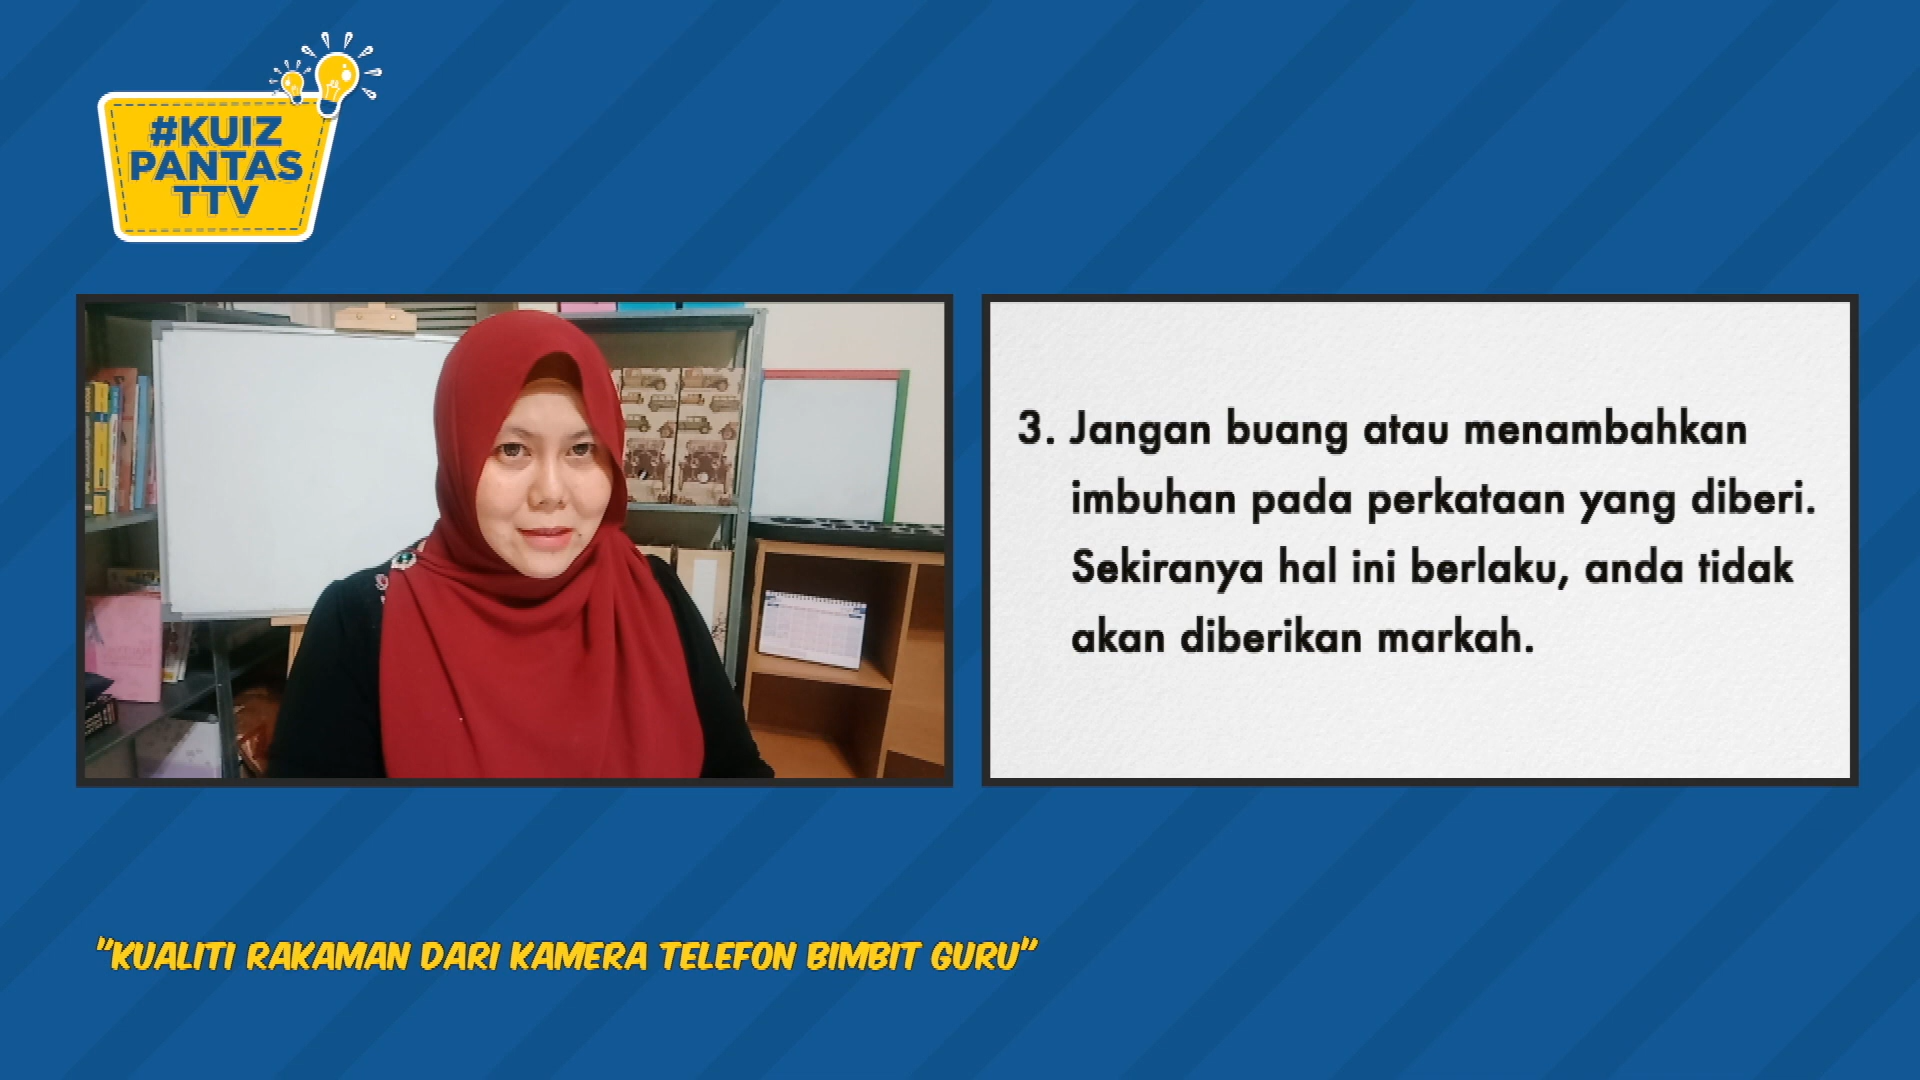 #KUIZ
PANTAS
TTV
3. Jangan buang atau menambahkan
imbuhan pada perkataan yang diberi.
Sekiranya hal ini berlaku, anda tidak
akan diberikan markah.
"KUALITI RAKAMAN DARI KAMERA TELEFON BIMBIT GURU"